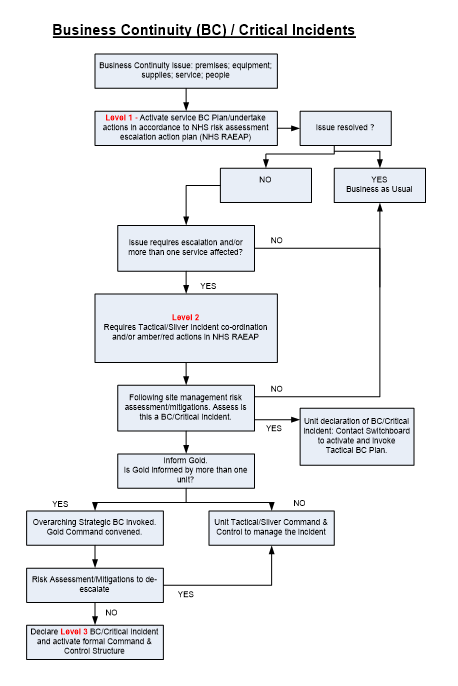 Business Continuity (BC) / Critical Incidents
Business Continuity Issue: premises; equipment;
supplies; service; people
Level 1 - Activate service BC Plan/undertake
actions in accordance to NHS risk assessment
escalation action plan (NHS RAEAP)
Issue resolved ?
NO
YES
Business as Usual
Issue requires escalation and/or
more than one service affected?
NO
YES
Level 2
Requires Tactical/Silver Incident co-ordination
and/or amber/red actions in NHS RAEAP
Following site management risk
assessment/mitigations. Assess is
this a BC/Critical Incident.
NO
YES
Unit declaration of BC/Critical
Incident: Contact Switchboard
to activate and invoke
Tactical BC Plan.
Inform Gold.
Is Gold informed by more than one
unit?
YES
NO
Overarching Strategic BC Invoked.
Gold Command convened.
Unit Tactical/Silver Command &
Control to manage the incident
Risk Assessment/Mitigations to de-
escalate
YES
NO
Declare Level 3 BC/Critical Incident
and activate formal Command &
Control Structure